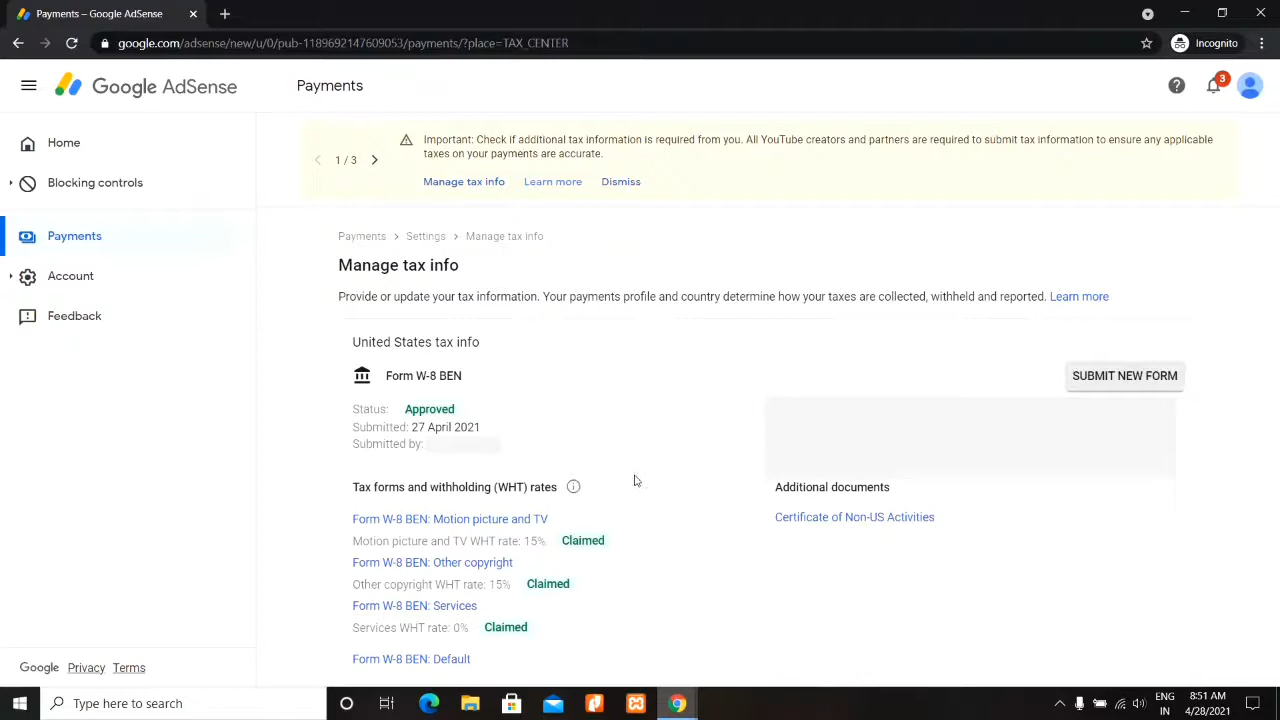 Payments - Google AdSense
google.com/adsense/new/u/0/pub-1189692147609053/payments/?place=TAX_CENTER
Incognito
Google AdSense
Payments
3
Home
Blocking controls
Payments
Account
Feedback
Important: Check if additional tax information is required from you. All YouTube creators and partners are required to submit tax information to ensure any applicable
taxes on your payments are accurate.
1 / 3
Manage tax info Learn more Dismiss
Payments > Settings > Manage tax info
Manage tax info
Provide or update your tax information. Your payments profile and country determine how your taxes are collected, withheld and reported. Learn more
United States tax info
Form W-8 BEN
SUBMIT NEW FORM
Status: Approved
Submitted: 27 April 2021
Submitted by:
Tax forms and withholding (WHT) rates
Form W-8 BEN: Motion picture and TV
Motion picture and TV WHT rate: 15% Claimed
Form W-8 BEN: Other copyright
Other copyright WHT rate: 15% Claimed
Form W-8 BEN: Services
Services WHT rate: 0% Claimed
Form W-8 BEN: Default
Additional documents
Certificate of Non-US Activities
Google Privacy Terms
Type here to search
ENG
IN
8:51 AM
4/28/2021